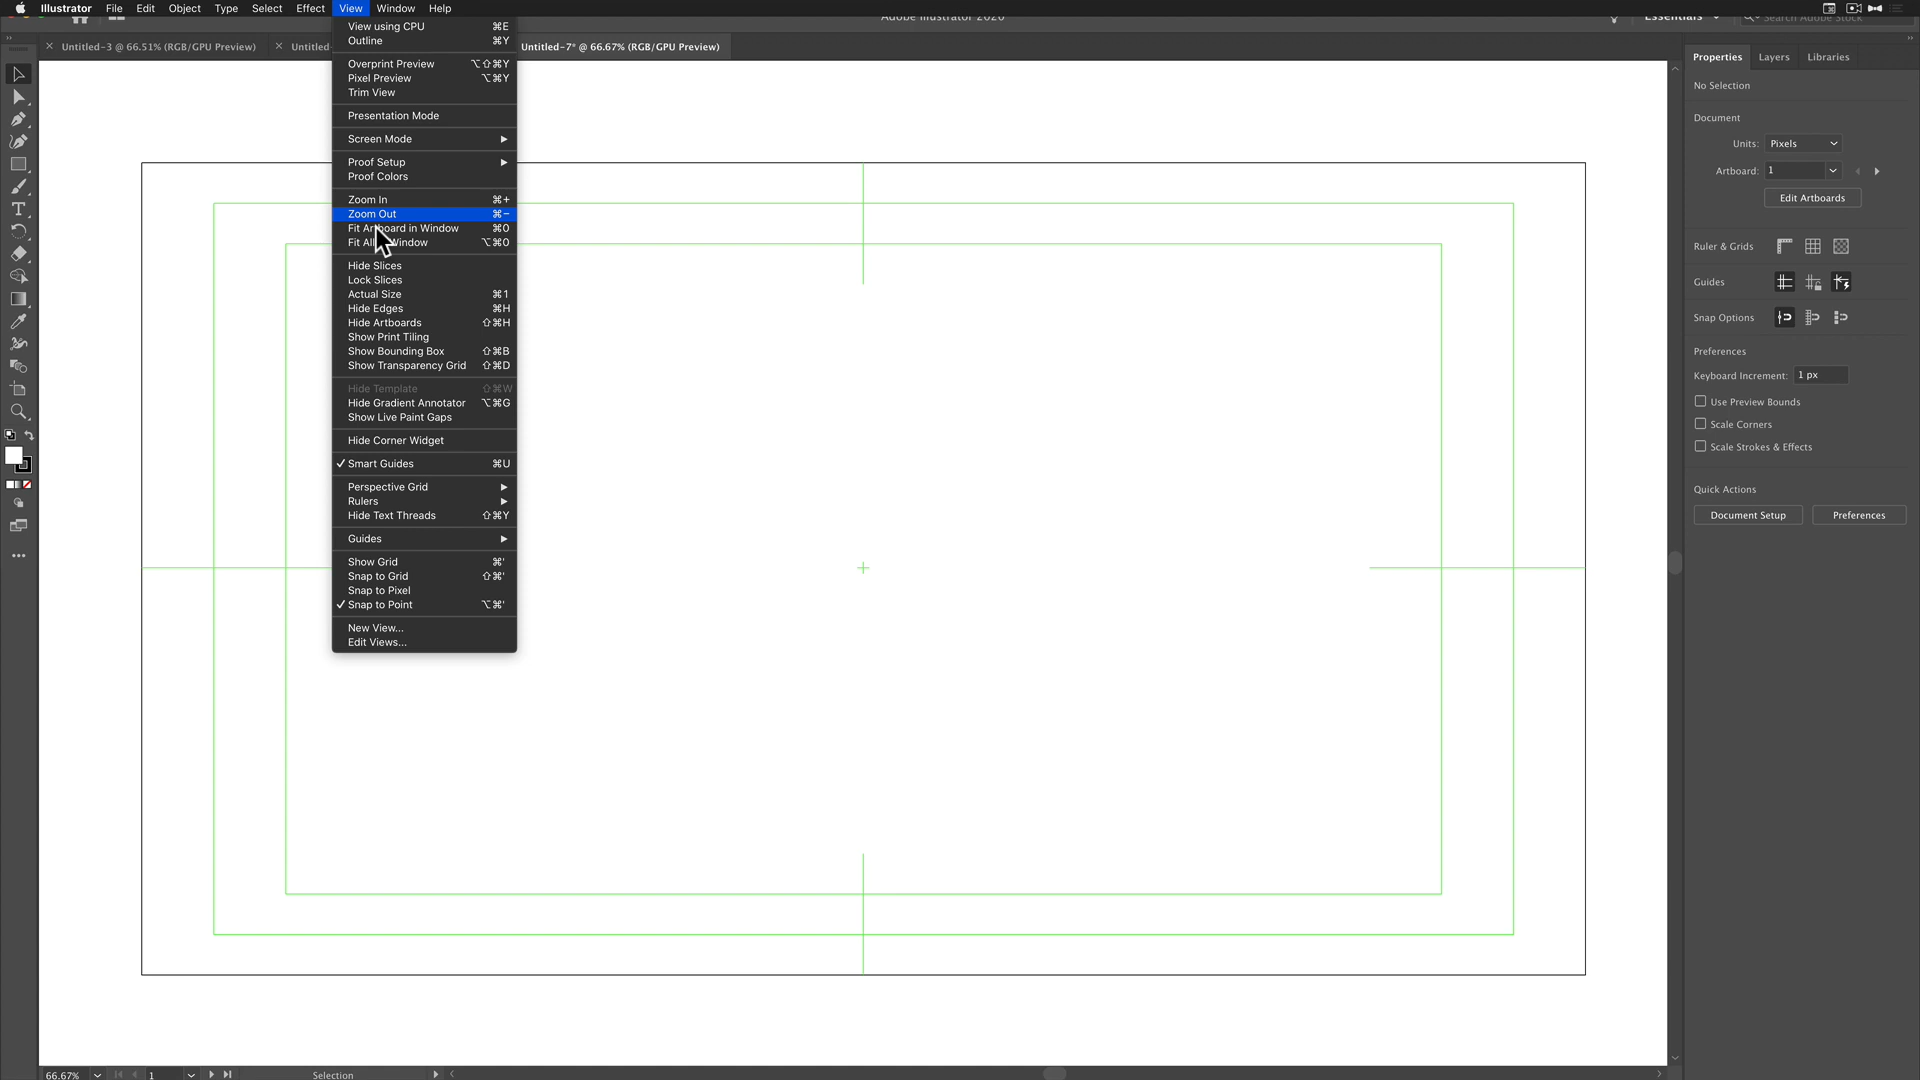 Illustrator File Edit Object Type Select Effect View Window Help
Adobe Illustrator 2020
Essentials
Search Adobe Stock
Untitled-3 @ 66.51% (RGB/GPU Preview)
Untitled-
Untitled-7* @ 66.67% (RGB/GPU Preview)
View using CPU ⌘E
Outline ⌘Y
Overprint Preview ⌥⇧⌘Y
Pixel Preview ⌥⌘Y
Trim View
Presentation Mode
Screen Mode
Proof Setup
Proof Colors
Zoom In ⌘+
Zoom Out ⌘−
Fit Artboard in Window ⌘0
Fit All Window ⌥⌘0
Hide Slices
Lock Slices
Actual Size ⌘1
Hide Edges ⌘H
Hide Artboards ⇧⌘H
Show Print Tiling
Show Bounding Box ⇧⌘B
Show Transparency Grid ⇧⌘D
Hide Template ⇧⌘W
Hide Gradient Annotator ⌥⌘G
Show Live Paint Gaps
Hide Corner Widget
✓ Smart Guides ⌘U
Perspective Grid
Rulers
Hide Text Threads ⇧⌘Y
Guides
Show Grid ⌘'
Snap to Grid ⇧⌘'
Snap to Pixel
✓ Snap to Point ⌥⌘'
New View...
Edit Views...
Properties Layers Libraries
No Selection
Document
Units: Pixels
Artboard: 1
Edit Artboards
Ruler & Grids
Guides
Snap Options
Preferences
Keyboard Increment: 1 px
Use Preview Bounds
Scale Corners
Scale Strokes & Effects
Quick Actions
Document Setup Preferences
66.67% 1 Selection